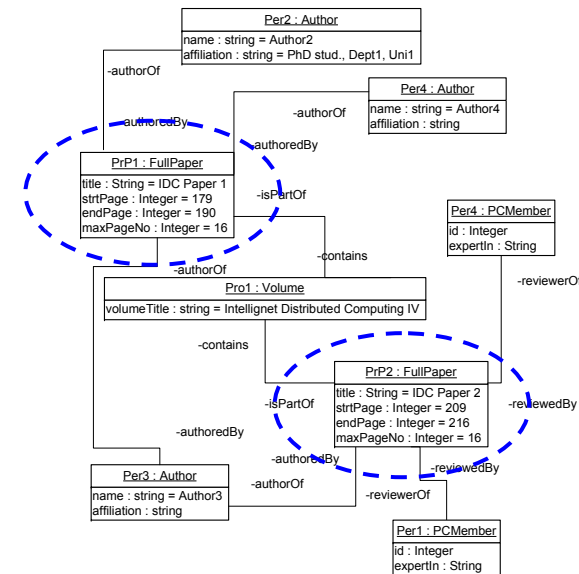 Per2 : Author
name : string = Author2
affiliation : string = PhD stud., Dept1, Uni1
-authorOf
Per4 : Author
name : string = Author4
affiliation : string
-authorOf
-authoredBy
-authoredBy
PrP1 : FullPaper
title : String = IDC Paper 1
strtPage : Integer = 179
endPage : Integer = 190
maxPageNo : Integer = 16
-isPartOf
Per4 : PCMember
id : Integer
expertIn : String
-contains
-authorOf
-reviewerOf
Pro1 : Volume
volumeTitle : string = Intellignet Distributed Computing IV
-contains
PrP2 : FullPaper
title : String = IDC Paper 2
strtPage : Integer = 209
endPage : Integer = 216
maxPageNo : Integer = 16
-isPartOf
-reviewedBy
-authoredBy
-authoredBy
-reviewedBy
Per3 : Author
name : string = Author3
affiliation : string
-authorOf
-reviewerOf
Per1 : PCMember
id : Integer
expertIn : String